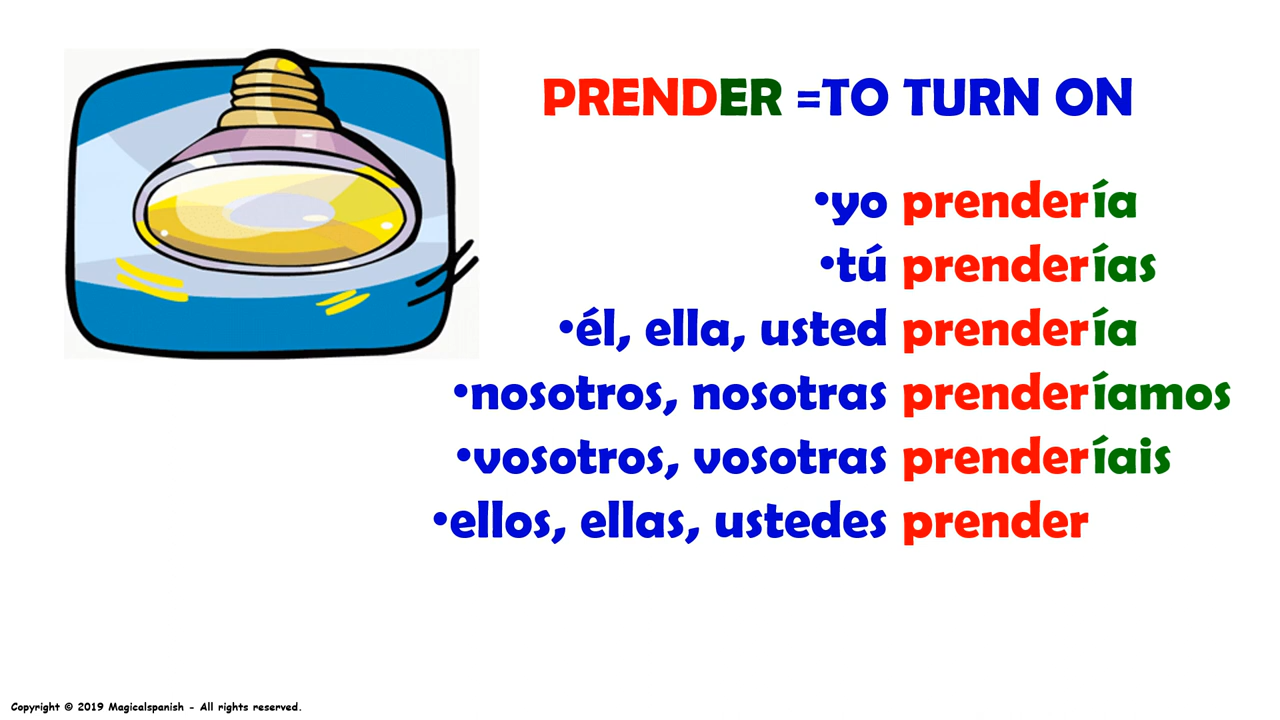 PRENDER =TO TURN ON
•yo prendería
•tú prenderías
•él, ella, usted prendería
•nosotros, nosotras prenderíamos
•vosotros, vosotras prenderíais
•ellos, ellas, ustedes prender
Copyright © 2019 Magicalspanish - All rights reserved.